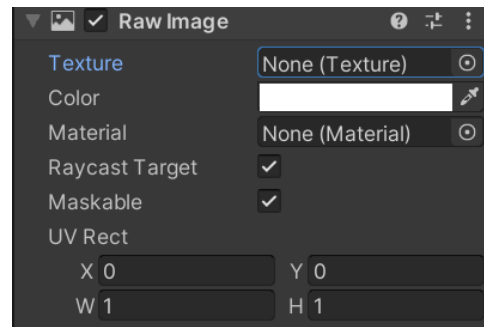 Raw Image
Texture None (Texture)
Color
Material None (Material)
Raycast Target
Maskable
UV Rect
X 0 Y 0
W 1 H 1